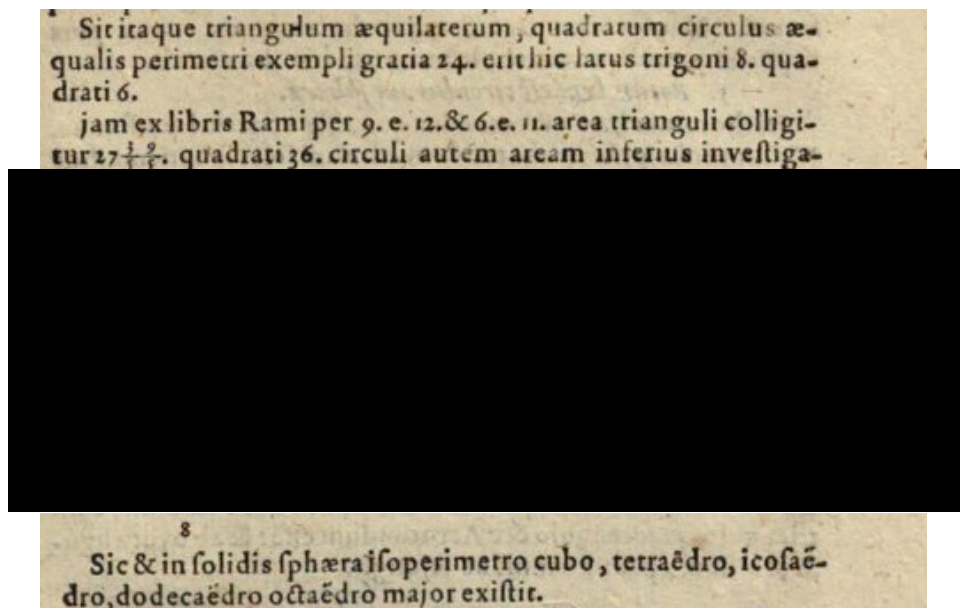 Sit itaque triangulum æquilaterum, quadratum circulus æ-
qualis perimetri exempli gratia 24. erit hic latus trigoni 8. qua-
drati 6.
jam ex libris Rami per 9. e. 12. & 6. e. 11. area trianguli colligi-
tur 27 quadrati 36. circuli autem aream inferius inveſtiga-
8
Sic & in ſolidis ſphæra iſoperimetro cubo, tetraëdro, icoſaë-
dro, dodecaëdro octaëdro major exiſtit.